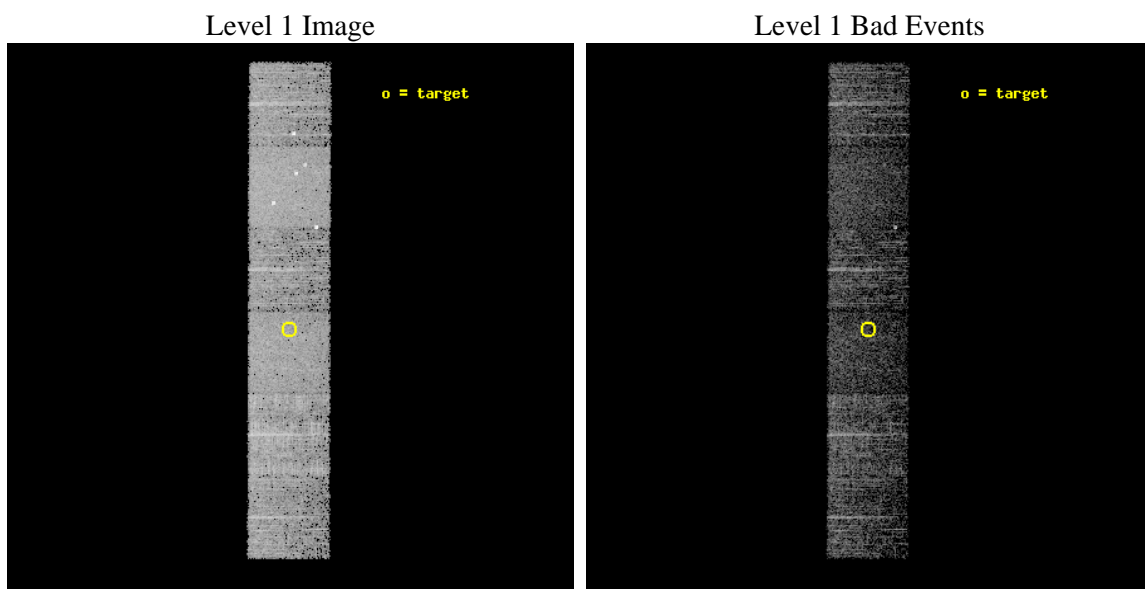 Level 1 Image
Level 1 Bad Events
o = target
o = target